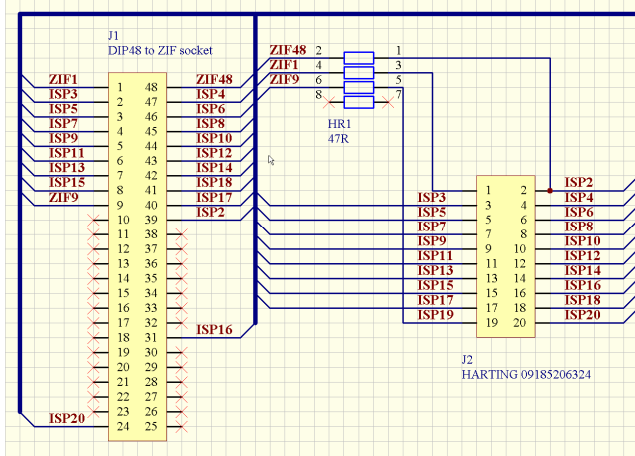 J1
DIP48 to ZIF socket
ZIF1 1 48 ZIF48
ISP3 2 47 ISP4
ISP5 3 46 ISP6
ISP7 4 45 ISP8
ISP9 5 44 ISP10
ISP11 6 43 ISP12
ISP13 7 42 ISP14
ISP15 8 41 ISP18
ZIF9 9 40 ISP17
10 39 ISP2
11 38
12 37
13 36
14 35
15 34
16 33
17 32
18 31 ISP16
19 30
20 29
21 28
22 27
23 26
ISP20 24 25
ZIF48 2 1
ZIF1 4 3
ZIF9 6 5
8 7
HR1
47R
1 2 ISP2
ISP3 3 4 ISP4
ISP5 5 6 ISP6
ISP7 7 8 ISP8
ISP9 9 10 ISP10
ISP11 11 12 ISP12
ISP13 13 14 ISP14
ISP15 15 16 ISP16
ISP17 17 18 ISP18
ISP19 19 20 ISP20
J2
HARTING 09185206324